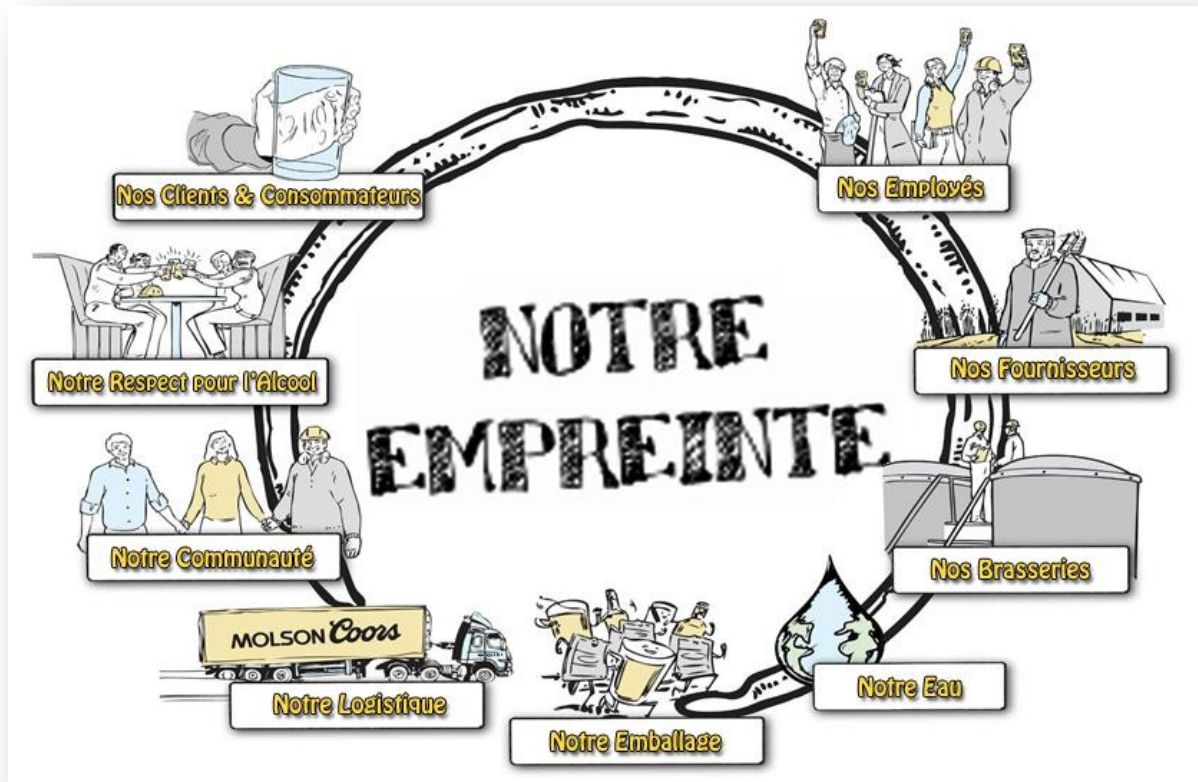 Nos Clients & Consommateurs
Nos Employés
NOTRE
EMPREINTE
Notre Respect pour l'Alcool
Nos Fournisseurs
Notre Communauté
Nos Brasseries
MOLSON Coors
Notre Logistique
Notre Emballage
Notre Eau